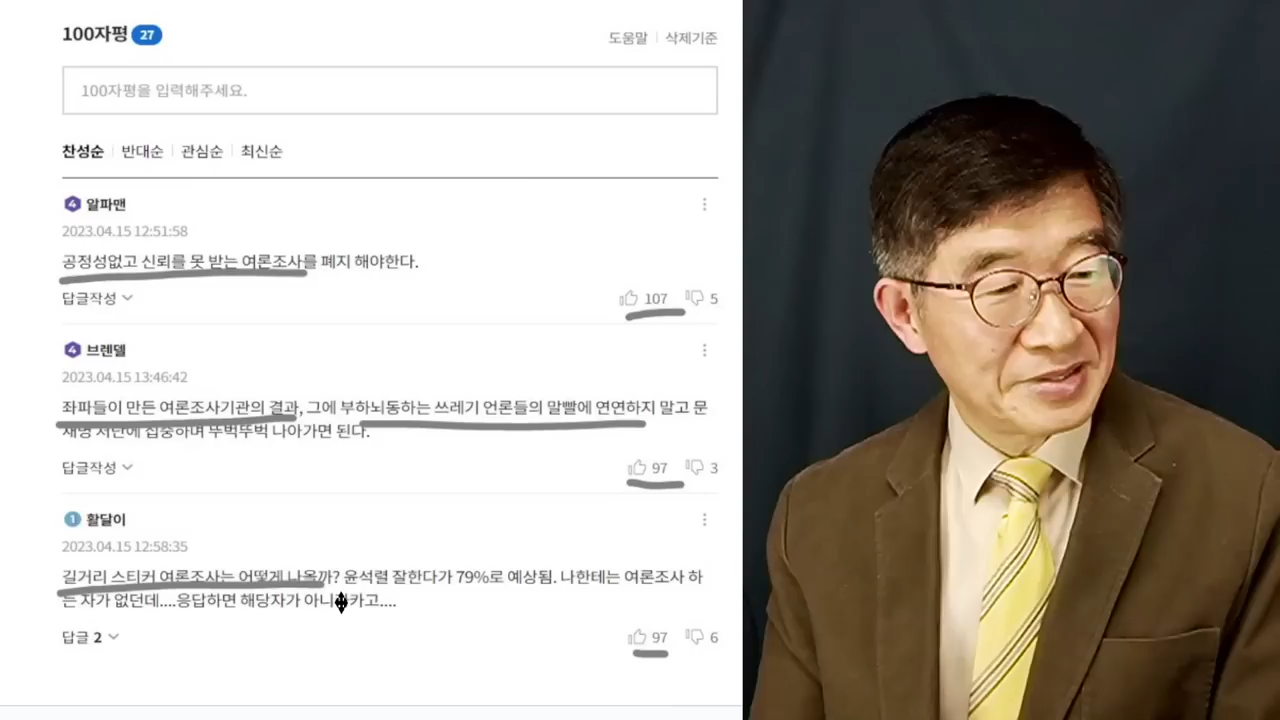 100자평 27
도움말 | 삭제기준
100자평을 입력해주세요.
찬성순 | 반대순 | 관심순 | 최신순
4 알파맨
2023.04.15 12:51:58
공정성없고 신뢰를 못 받는 여론조사를 폐지 해야한다.
답글작성
107 5
4 브렌델
2023.04.15 13:46:42
좌파들이 만든 여론조사기관의 결과, 그에 부하뇌동하는 쓰레기 언론들의 말빨에 연연하지 말고 문
재명 처단에 집중하며 뚜벅뚜벅 나아가면 된다.
답글작성
97 3
1 활달이
2023.04.15 12:58:35
길거리 스티커 여론조사는 어떻게 나올까? 윤석렬 잘한다가 79%로 예상됨. 나한테는 여론조사 하
는 자가 없던데....응답하면 해당자가 아니 카고....
답글 2
97 6